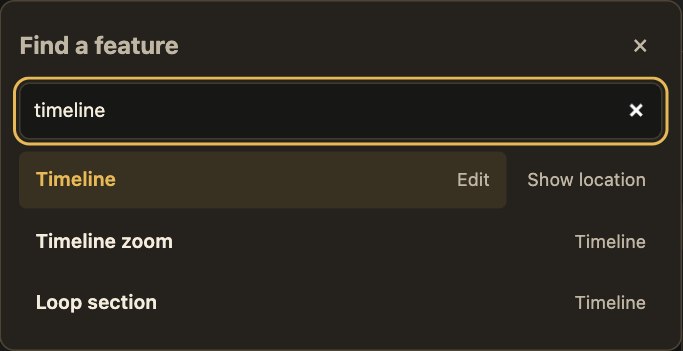 Find a feature
timeline
Timeline Edit Show location
Timeline zoom Timeline
Loop section Timeline